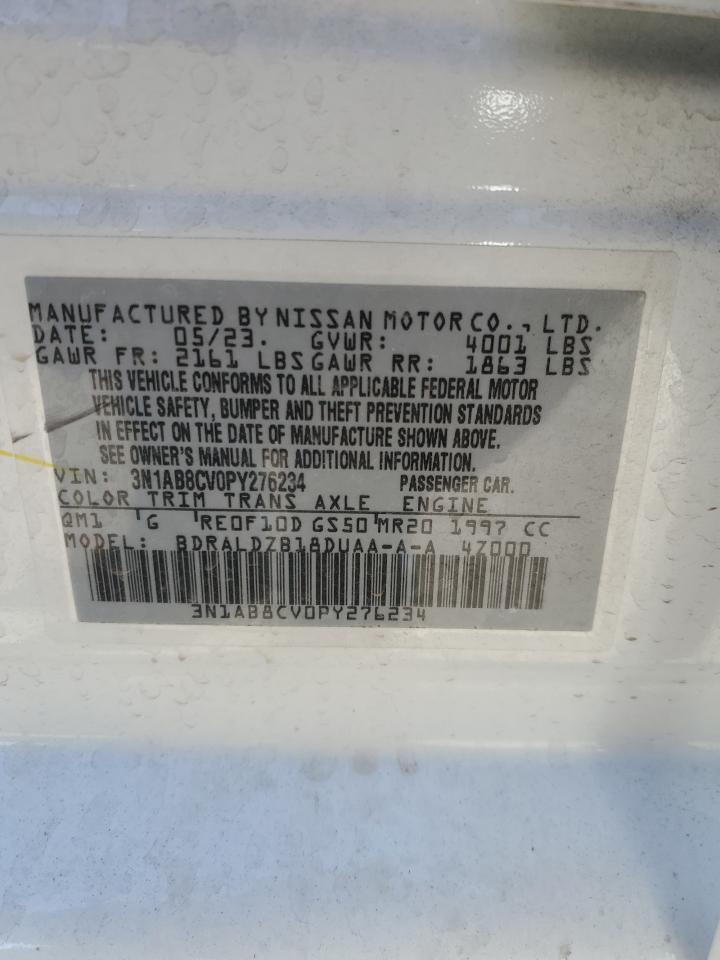 MANUFACTURED BY NISSAN MOTOR CO., LTD.
DATE: 05/23. GVWR: 4001 LBS
GAWR FR: 2161 LBS GAWR RR: 1863 LBS
THIS VEHICLE CONFORMS TO ALL APPLICABLE FEDERAL MOTOR
VEHICLE SAFETY, BUMPER AND THEFT PREVENTION STANDARDS
IN EFFECT ON THE DATE OF MANUFACTURE SHOWN ABOVE.
SEE OWNER'S MANUAL FOR ADDITIONAL INFORMATION.
VIN: 3N1AB8CV0PY276234 PASSENGER CAR.
COLOR TRIM TRANS AXLE ENGINE
QM1 G RE0F10D GS50 MR20 1997 CC
MODEL: BDRALDZB18DUAA-A-A 4Z000
3N1AB8CV0PY276234